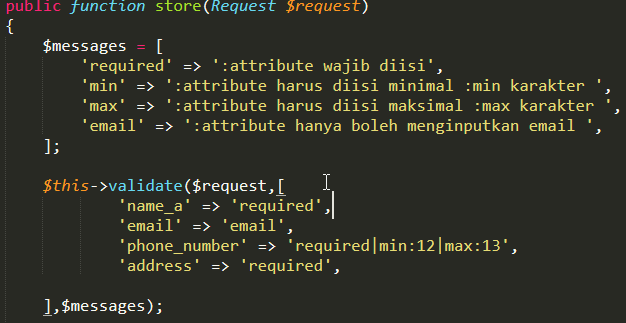 public function store(Request $request)
{
$messages = [
'required' => ':attribute wajib diisi',
'min' => ':attribute harus diisi minimal :min karakter ',
'max' => ':attribute harus diisi maksimal :max karakter ',
'email' => ':attribute hanya boleh menginputkan email ',
];
$this->validate($request,[
'name_a' => 'required',
'email' => 'email',
'phone_number' => 'required|min:12|max:13',
'address' => 'required',
],$messages);